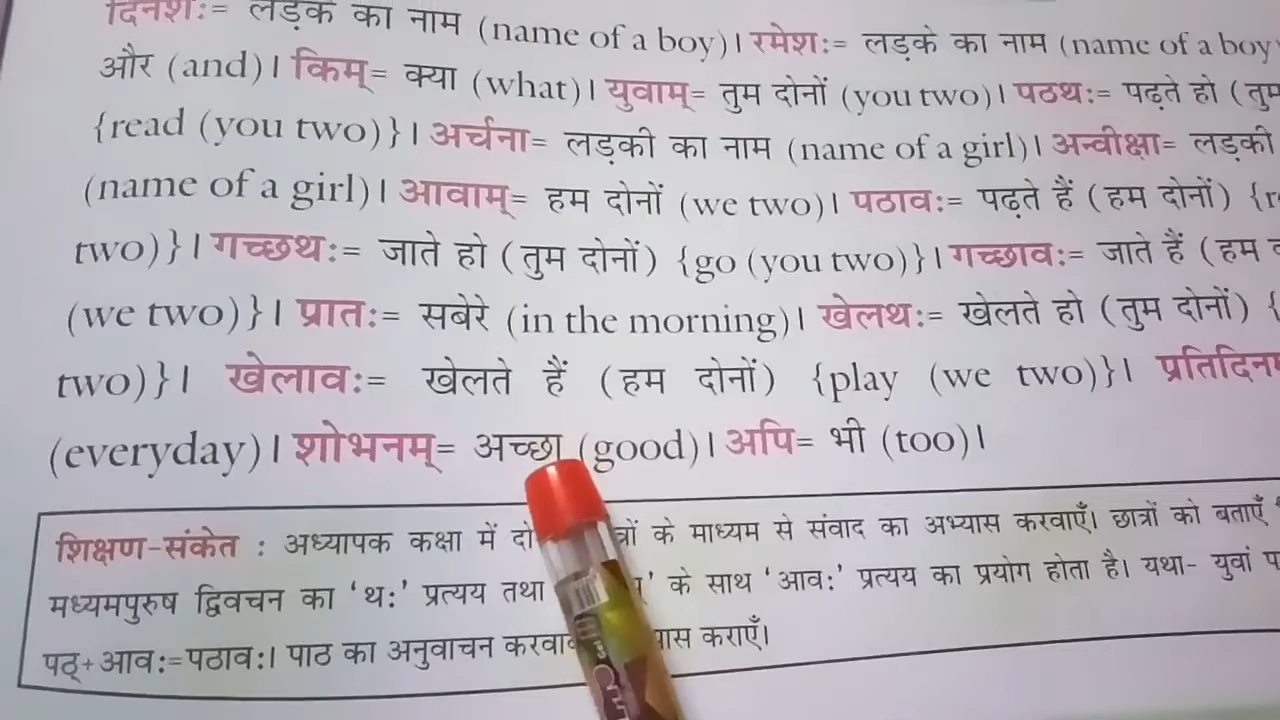 दिनेशः= लड़के का नाम (name of a boy)। रमेशः= लड़के का नाम (name of a boy
और (and)। किम्= क्या (what)। युवाम्= तुम दोनों (you two)। पठथः= पढ़ते हो (तुम
{read (you two)}। अर्चना= लड़की का नाम (name of a girl)। अन्वीक्षा= लड़की
(name of a girl)। आवाम्= हम दोनों (we two)। पठावः= पढ़ते हैं (हम दोनों)
two)}। गच्छथः= जाते हो (तुम दोनों) {go (you two)}। गच्छावः= जाते हैं (हम
(we two)}। प्रातः= सबेरे (in the morning)। खेलथः= खेलते हो (तुम दोनों) {
two)}। खेलावः= खेलते हैं (हम दोनों) {play (we two)}। प्रतिदिनम्
(everyday)। शोभनम्= अच्छा (good)। अपि= भी (too)।
शिक्षण-संकेत : अध्यापक कक्षा में के माध्यम से संवाद का अभ्यास करवाएँ। छात्रों को बताएँ
मध्यमपुरुष द्विवचन का 'थः' प्रत्यय तथा के साथ 'आवः' प्रत्यय का प्रयोग होता है। यथा- युवां
पठ्+आवः=पठावः। पाठ का अनुवाचन कराएँ।